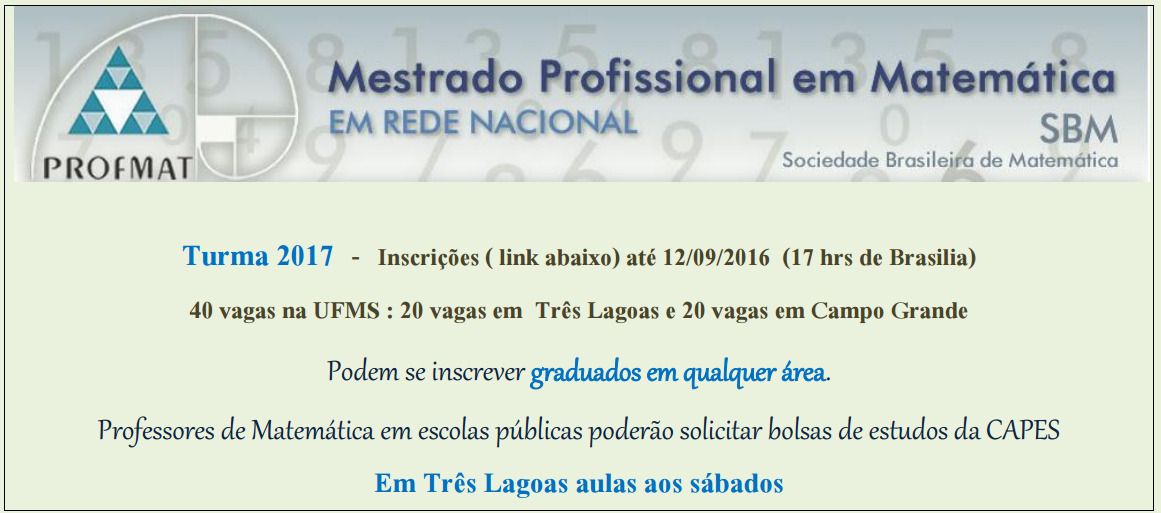 Mestrado Profissional em Matemática
EM REDE NACIONAL
SBM
Sociedade Brasileira de Matemática
PROFMAT
Turma 2017 - Inscrições ( link abaixo) até 12/09/2016 (17 hrs de Brasilia)
40 vagas na UFMS : 20 vagas em Três Lagoas e 20 vagas em Campo Grande
Podem se inscrever graduados em qualquer área.
Professores de Matemática em escolas públicas poderão solicitar bolsas de estudos da CAPES
Em Três Lagoas aulas aos sábados